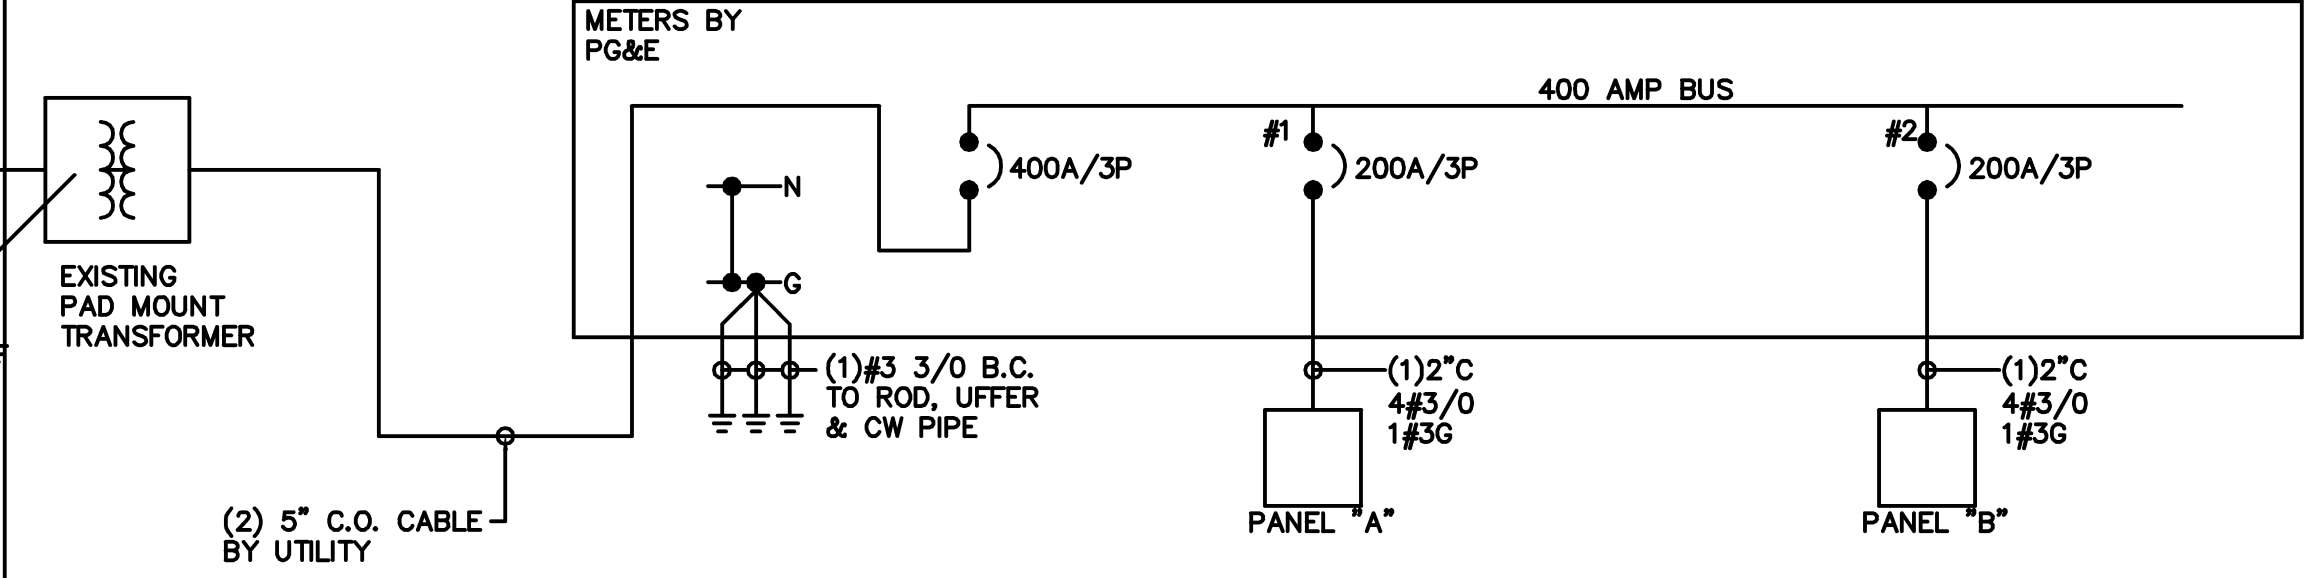 METERS BY
PG&E
400 AMP BUS
#1
#2
400A/3P
200A/3P
200A/3P
N
G
EXISTING
PAD MOUNT
TRANSFORMER
(1)#3 3/0 B.C.
TO ROD, UFFER
& CW PIPE
(1)2"C
4#3/0
1#3G
(1)2"C
4#3/0
1#3G
(2) 5" C.O. CABLE
BY UTILITY
PANEL "A"
PANEL "B"